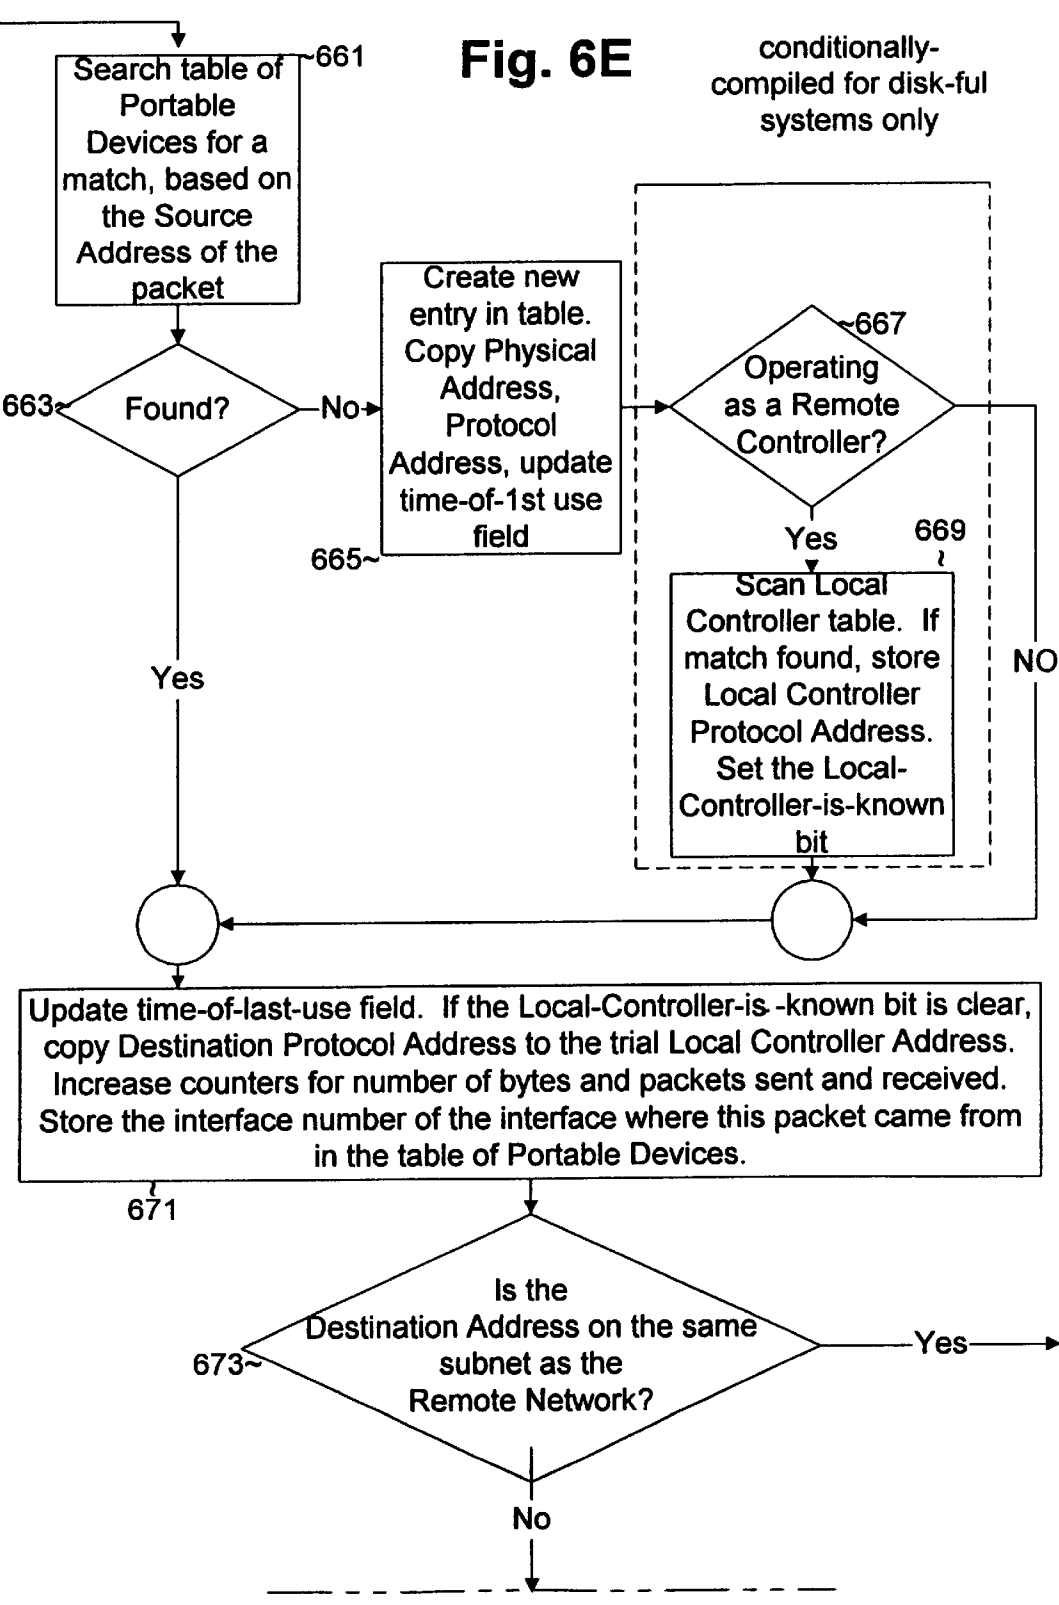 Fig. 6E
conditionally-
compiled for disk-ful
systems only
~661
Search table of
Portable
Devices for a
match, based on
the Source
Address of the
packet
663~
Found?
No
Create new
entry in table.
Copy Physical
Address,
Protocol
Address, update
time-of-1st use
field
665~
~667
Operating
as a Remote
Controller?
Yes
NO
669
~
Scan Local
Controller table. If
match found, store
Local Controller
Protocol Address.
Set the Local-
Controller-is-known
bit
Yes
Update time-of-last-use field. If the Local-Controller-is-known bit is clear,
copy Destination Protocol Address to the trial Local Controller Address.
Increase counters for number of bytes and packets sent and received.
Store the interface number of the interface where this packet came from
in the table of Portable Devices.
~
671
673~
Is the
Destination Address on the same
subnet as the
Remote Network?
Yes
No